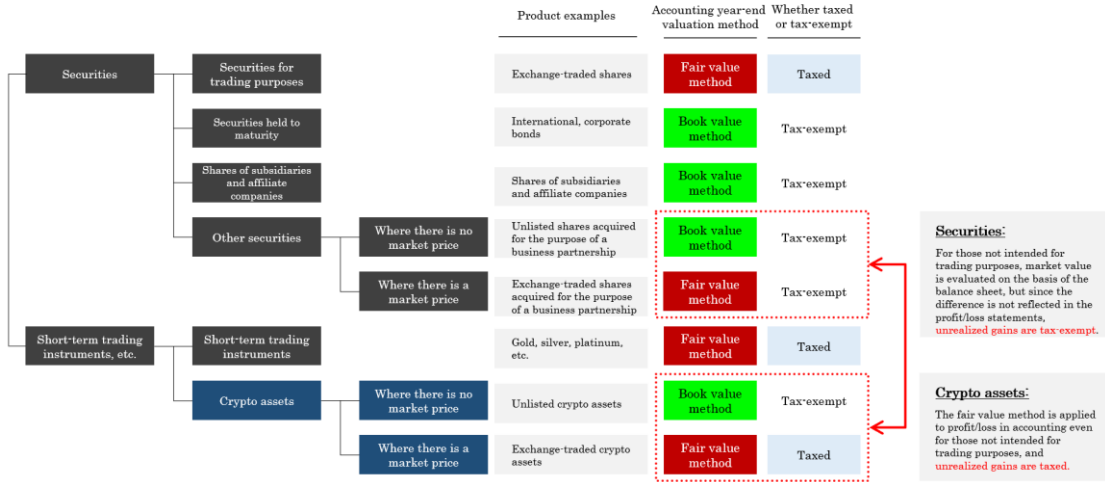 Product examples
Accounting year-end
valuation method
Whether taxed
or tax-exempt
Securities
Securities for
trading purposes
Exchange-traded shares
Fair value
method
Taxed
Securities held to
maturity
International, corporate
bonds
Book value
method
Tax-exempt
Shares of subsidiaries
and affiliate
companies
Shares of subsidiaries
and affiliate companies
Book value
method
Tax-exempt
Other securities
Where there is no
market price
Unlisted shares acquired
for the purpose of a
business partnership
Book value
method
Tax-exempt
Where there is a
market price
Exchange-traded shares
acquired for the purpose
of a business partnership
Fair value
method
Tax-exempt
Securities:
For those not intended for
trading purposes, market value
is evaluated on the basis of the
balance sheet, but since the
difference is not reflected in the
profit/loss statements,
unrealized gains are tax-exempt.
Short-term trading
instruments, etc.
Short-term trading
instruments
Gold, silver, platinum,
etc.
Fair value
method
Taxed
Crypto assets
Where there is no
market price
Unlisted crypto assets
Book value
method
Tax-exempt
Where there is a
market price
Exchange-traded crypto
assets
Fair value
method
Taxed
Crypto assets:
The fair value method is applied
to profit/loss in accounting even
for those not intended for
trading purposes, and
unrealized gains are taxed.